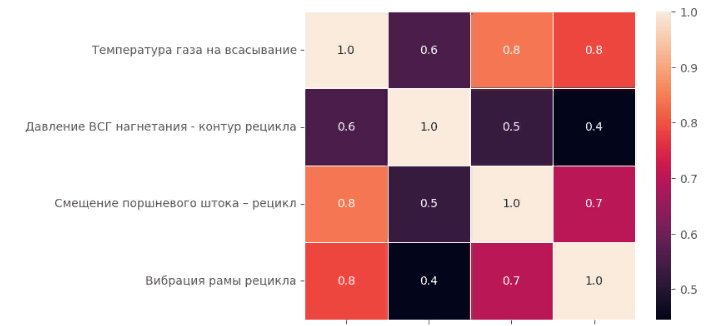 1.0
Температура газа на всасывание
1.0 0.6 0.8 0.8
0.9
Давление ВСГ нагнетания - контур рецикла
0.6 1.0 0.5 0.4
0.8
0.7
Смещение поршневого штока – рецикл
0.8 0.5 1.0 0.7
0.6
Вибрация рамы рецикла
0.8 0.4 0.7 1.0
0.5